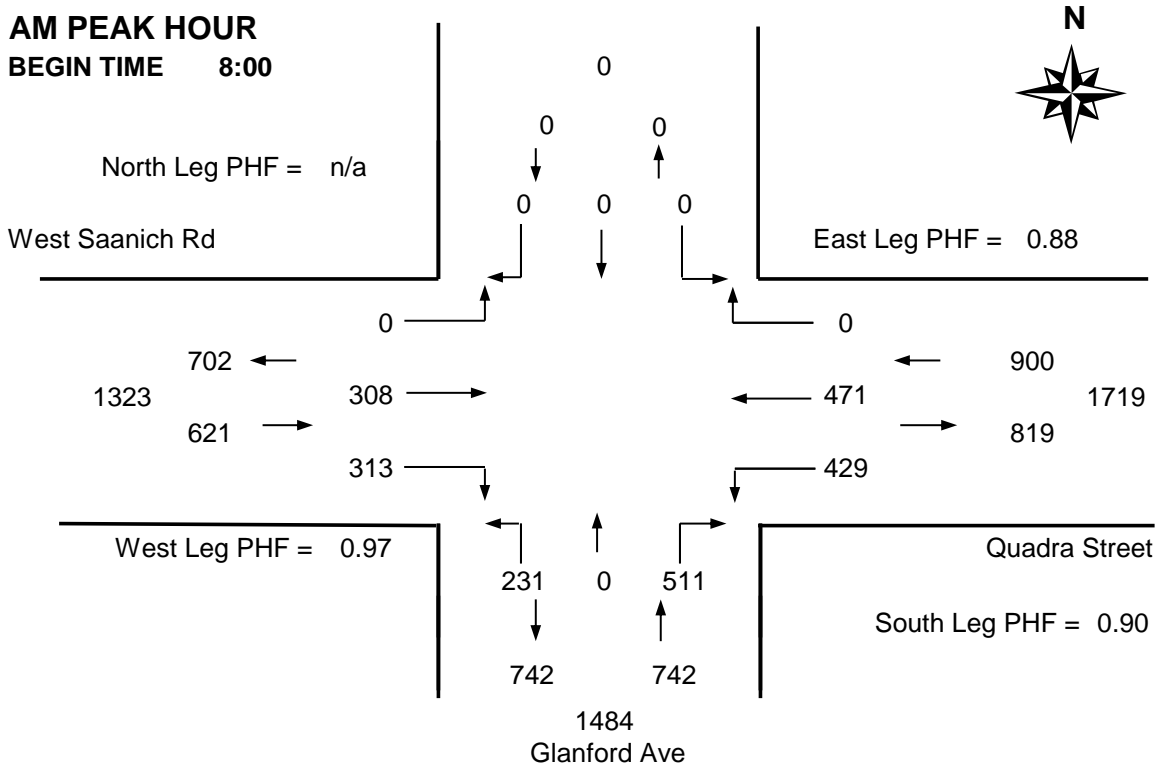 AM PEAK HOUR
N
BEGIN TIME 8:00
0
0 0
North Leg PHF = n/a
0 0 0
West Saanich Rd
East Leg PHF = 0.88
0 0
702 900
1323 308 471 1719
621 819
313 429
West Leg PHF = 0.97
Quadra Street
231 0 511
South Leg PHF = 0.90
742 742
1484
Glanford Ave